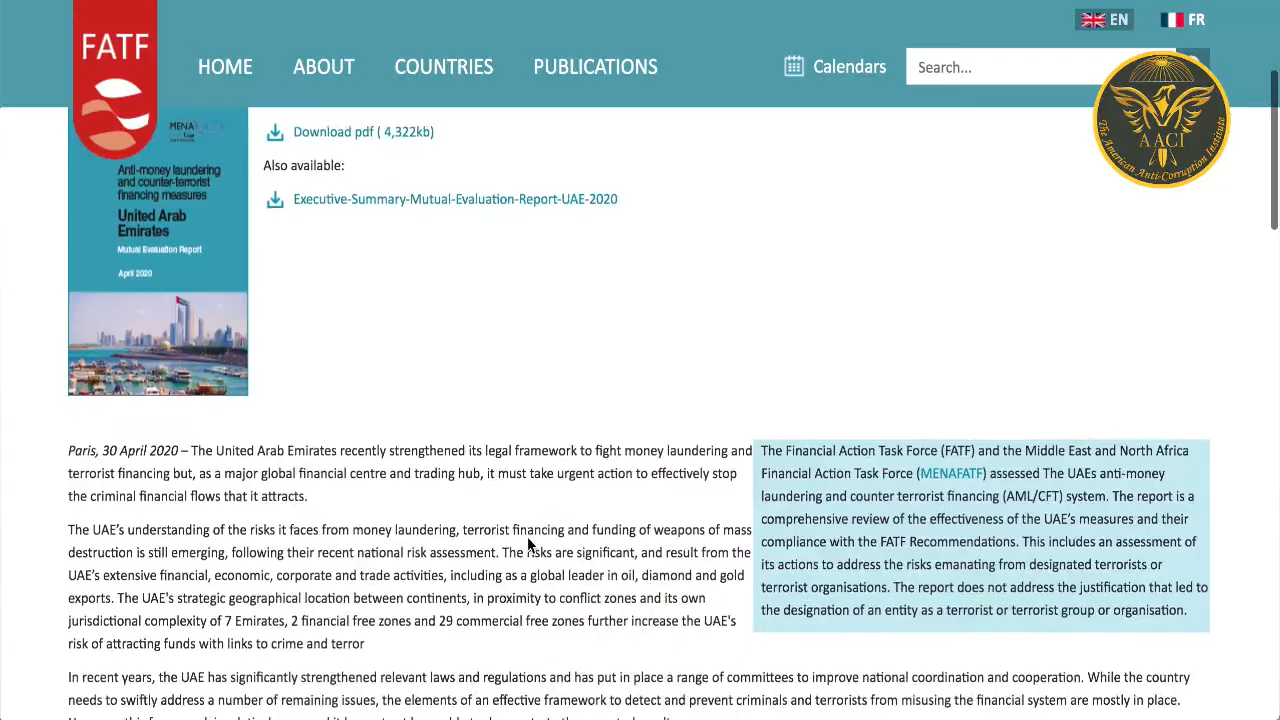 EN
FR
FATF
HOME
ABOUT
COUNTRIES
PUBLICATIONS
Calendars
Search...
The American Anti-Corruption Institute
AACI
MENA
Anti-money laundering
and counter-terrorist
financing measures
United Arab
Emirates
Mutual Evaluation Report
April 2020
Download pdf ( 4,322kb)
Also available:
Executive-Summary-Mutual-Evaluation-Report-UAE-2020
Paris, 30 April 2020 – The United Arab Emirates recently strengthened its legal framework to fight money laundering and
terrorist financing but, as a major global financial centre and trading hub, it must take urgent action to effectively stop
the criminal financial flows that it attracts.
The UAE’s understanding of the risks it faces from money laundering, terrorist financing and funding of weapons of mass
destruction is still emerging, following their recent national risk assessment. The risks are significant, and result from the
UAE’s extensive financial, economic, corporate and trade activities, including as a global leader in oil, diamond and gold
exports. The UAE's strategic geographical location between continents, in proximity to conflict zones and its own
jurisdictional complexity of 7 Emirates, 2 financial free zones and 29 commercial free zones further increase the UAE's
risk of attracting funds with links to crime and terror
The Financial Action Task Force (FATF) and the Middle East and North Africa
Financial Action Task Force (MENAFATF) assessed The UAEs anti-money
laundering and counter terrorist financing (AML/CFT) system. The report is a
comprehensive review of the effectiveness of the UAE’s measures and their
compliance with the FATF Recommendations. This includes an assessment of
its actions to address the risks emanating from designated terrorists or
terrorist organisations. The report does not address the justification that led to
the designation of an entity as a terrorist or terrorist group or organisation.
In recent years, the UAE has significantly strengthened relevant laws and regulations and has put in place a range of committees to improve national coordination and cooperation. While the country
needs to swiftly address a number of remaining issues, the elements of an effective framework to detect and prevent criminals and terrorists from misusing the financial system are mostly in place.